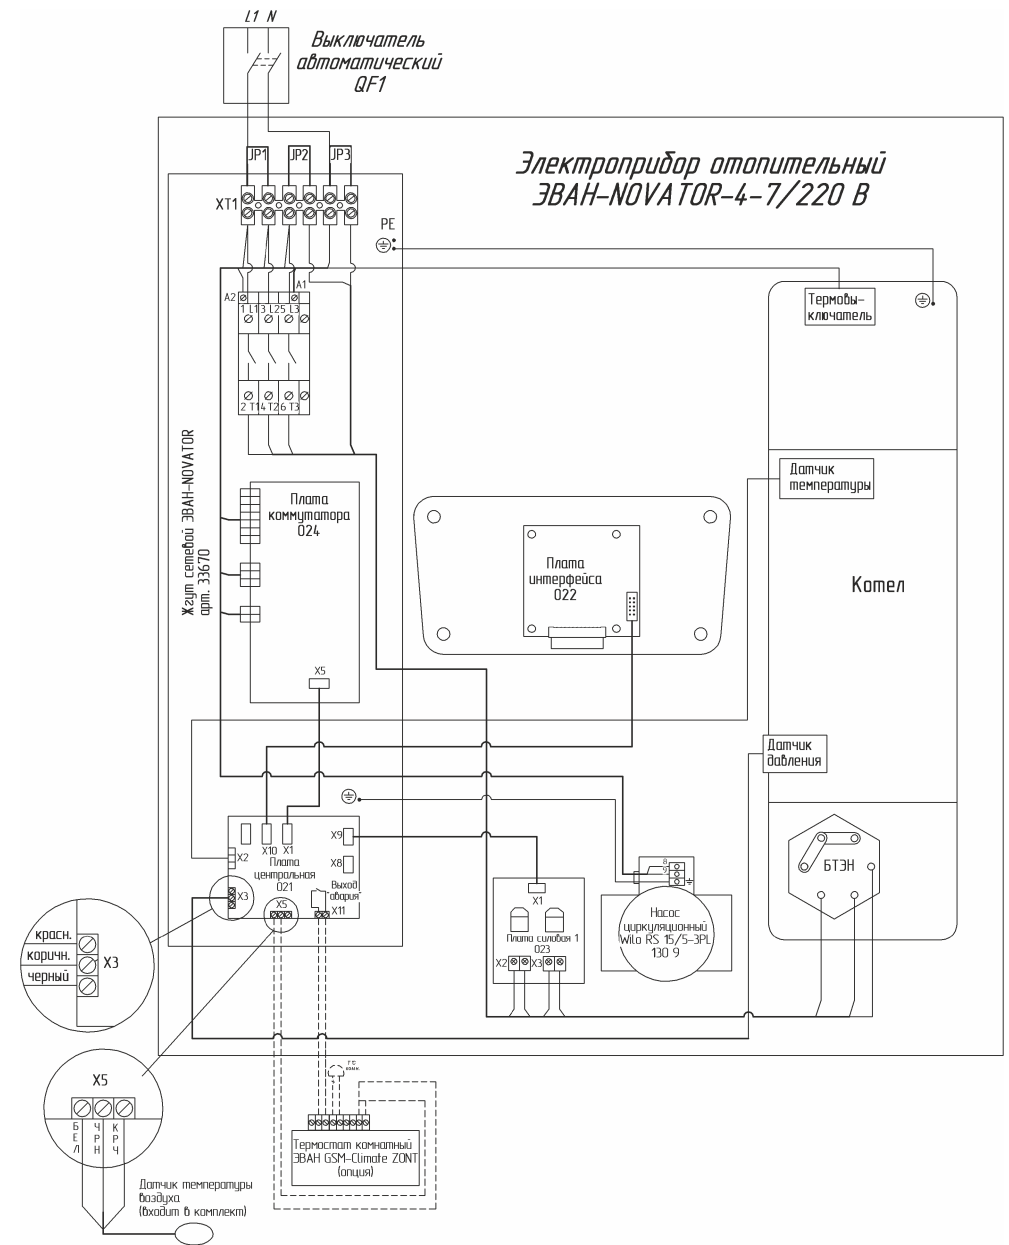 L1 N
Выключатель
автоматический
QF1
JP1
JP2
JP3
Электроприбор отопительный
ЭВАН-NOVATOR-4-7/220 В
XT1
PE
A2
A1
1 L1 3 L2 5 L3
Термовы-
ключатель
2 T1 4 T2 6 T3
Жгут сетевой ЭВАН-NOVATOR
арт. 33670
Датчик
температуры
Плата
коммутатора
024
Плата
интерфейса
022
Котел
X5
Датчик
давления
X10
X1
X9
X2
X8
Плата
центральная
021
Выход
"авария"
X3
X5
X11
БТЭН
8
9
X1
Плата силовая 1
023
X2
X3
Насос
циркуляционный
Wilo RS 15/5-3PL
130 9
красн.
коричн.
черный
X3
X5
БЕЛ
ЧРН
КРЧ
Термостат комнатный
ЭВАН GSM-Climate ZONT
(опция)
Датчик температуры
воздуха
(входит в комплект)